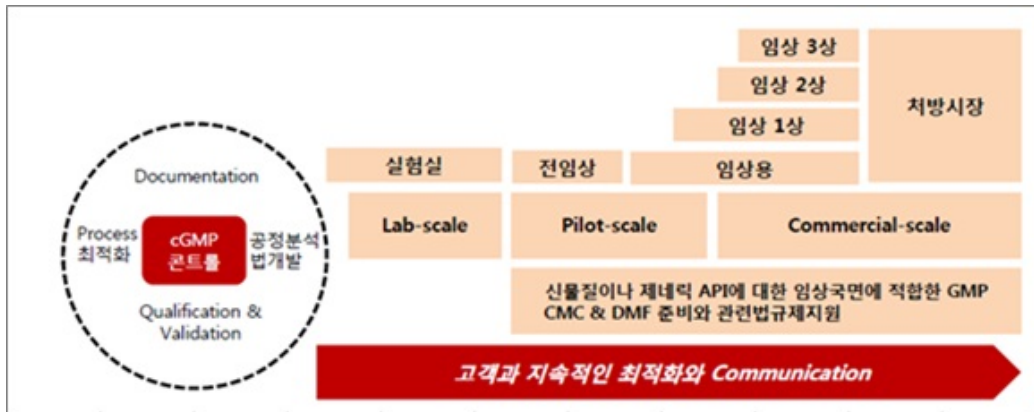 임상 3상
임상 2상
임상 1상
처방시장
실험실
전임상
임상용
Lab-scale
Pilot-scale
Commercial-scale
신물질이나 제네릭 API에 대한 임상국면에 적합한 GMP
CMC & DMF 준비와 관련법규제지원
고객과 지속적인 최적화와 Communication
Documentation
Process
최적화
cGMP
콘트롤
공정분석
법개발
Qualification &
Validation